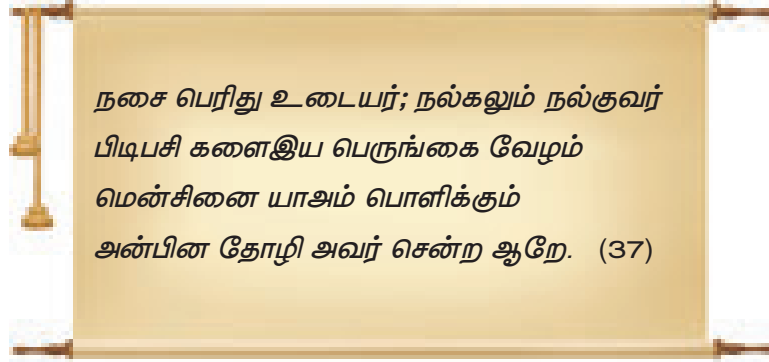 நசை பெரிது உடையர்; நல்கலும் நல்குவர்
பிடிபசி களைஇய பெருங்கை வேழம்
மென்சினை யாஅம் பொளிக்கும்
அன்பின தோழி அவர் சென்ற ஆறே. (37)